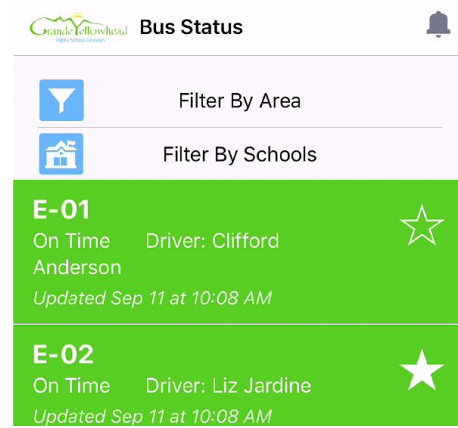 Grande Yellowhead
Public School Division
Bus Status
Filter By Area
Filter By Schools
E-01
On Time Driver: Clifford
Anderson
Updated Sep 11 at 10:08 AM
E-02
On Time Driver: Liz Jardine
Updated Sep 11 at 10:08 AM